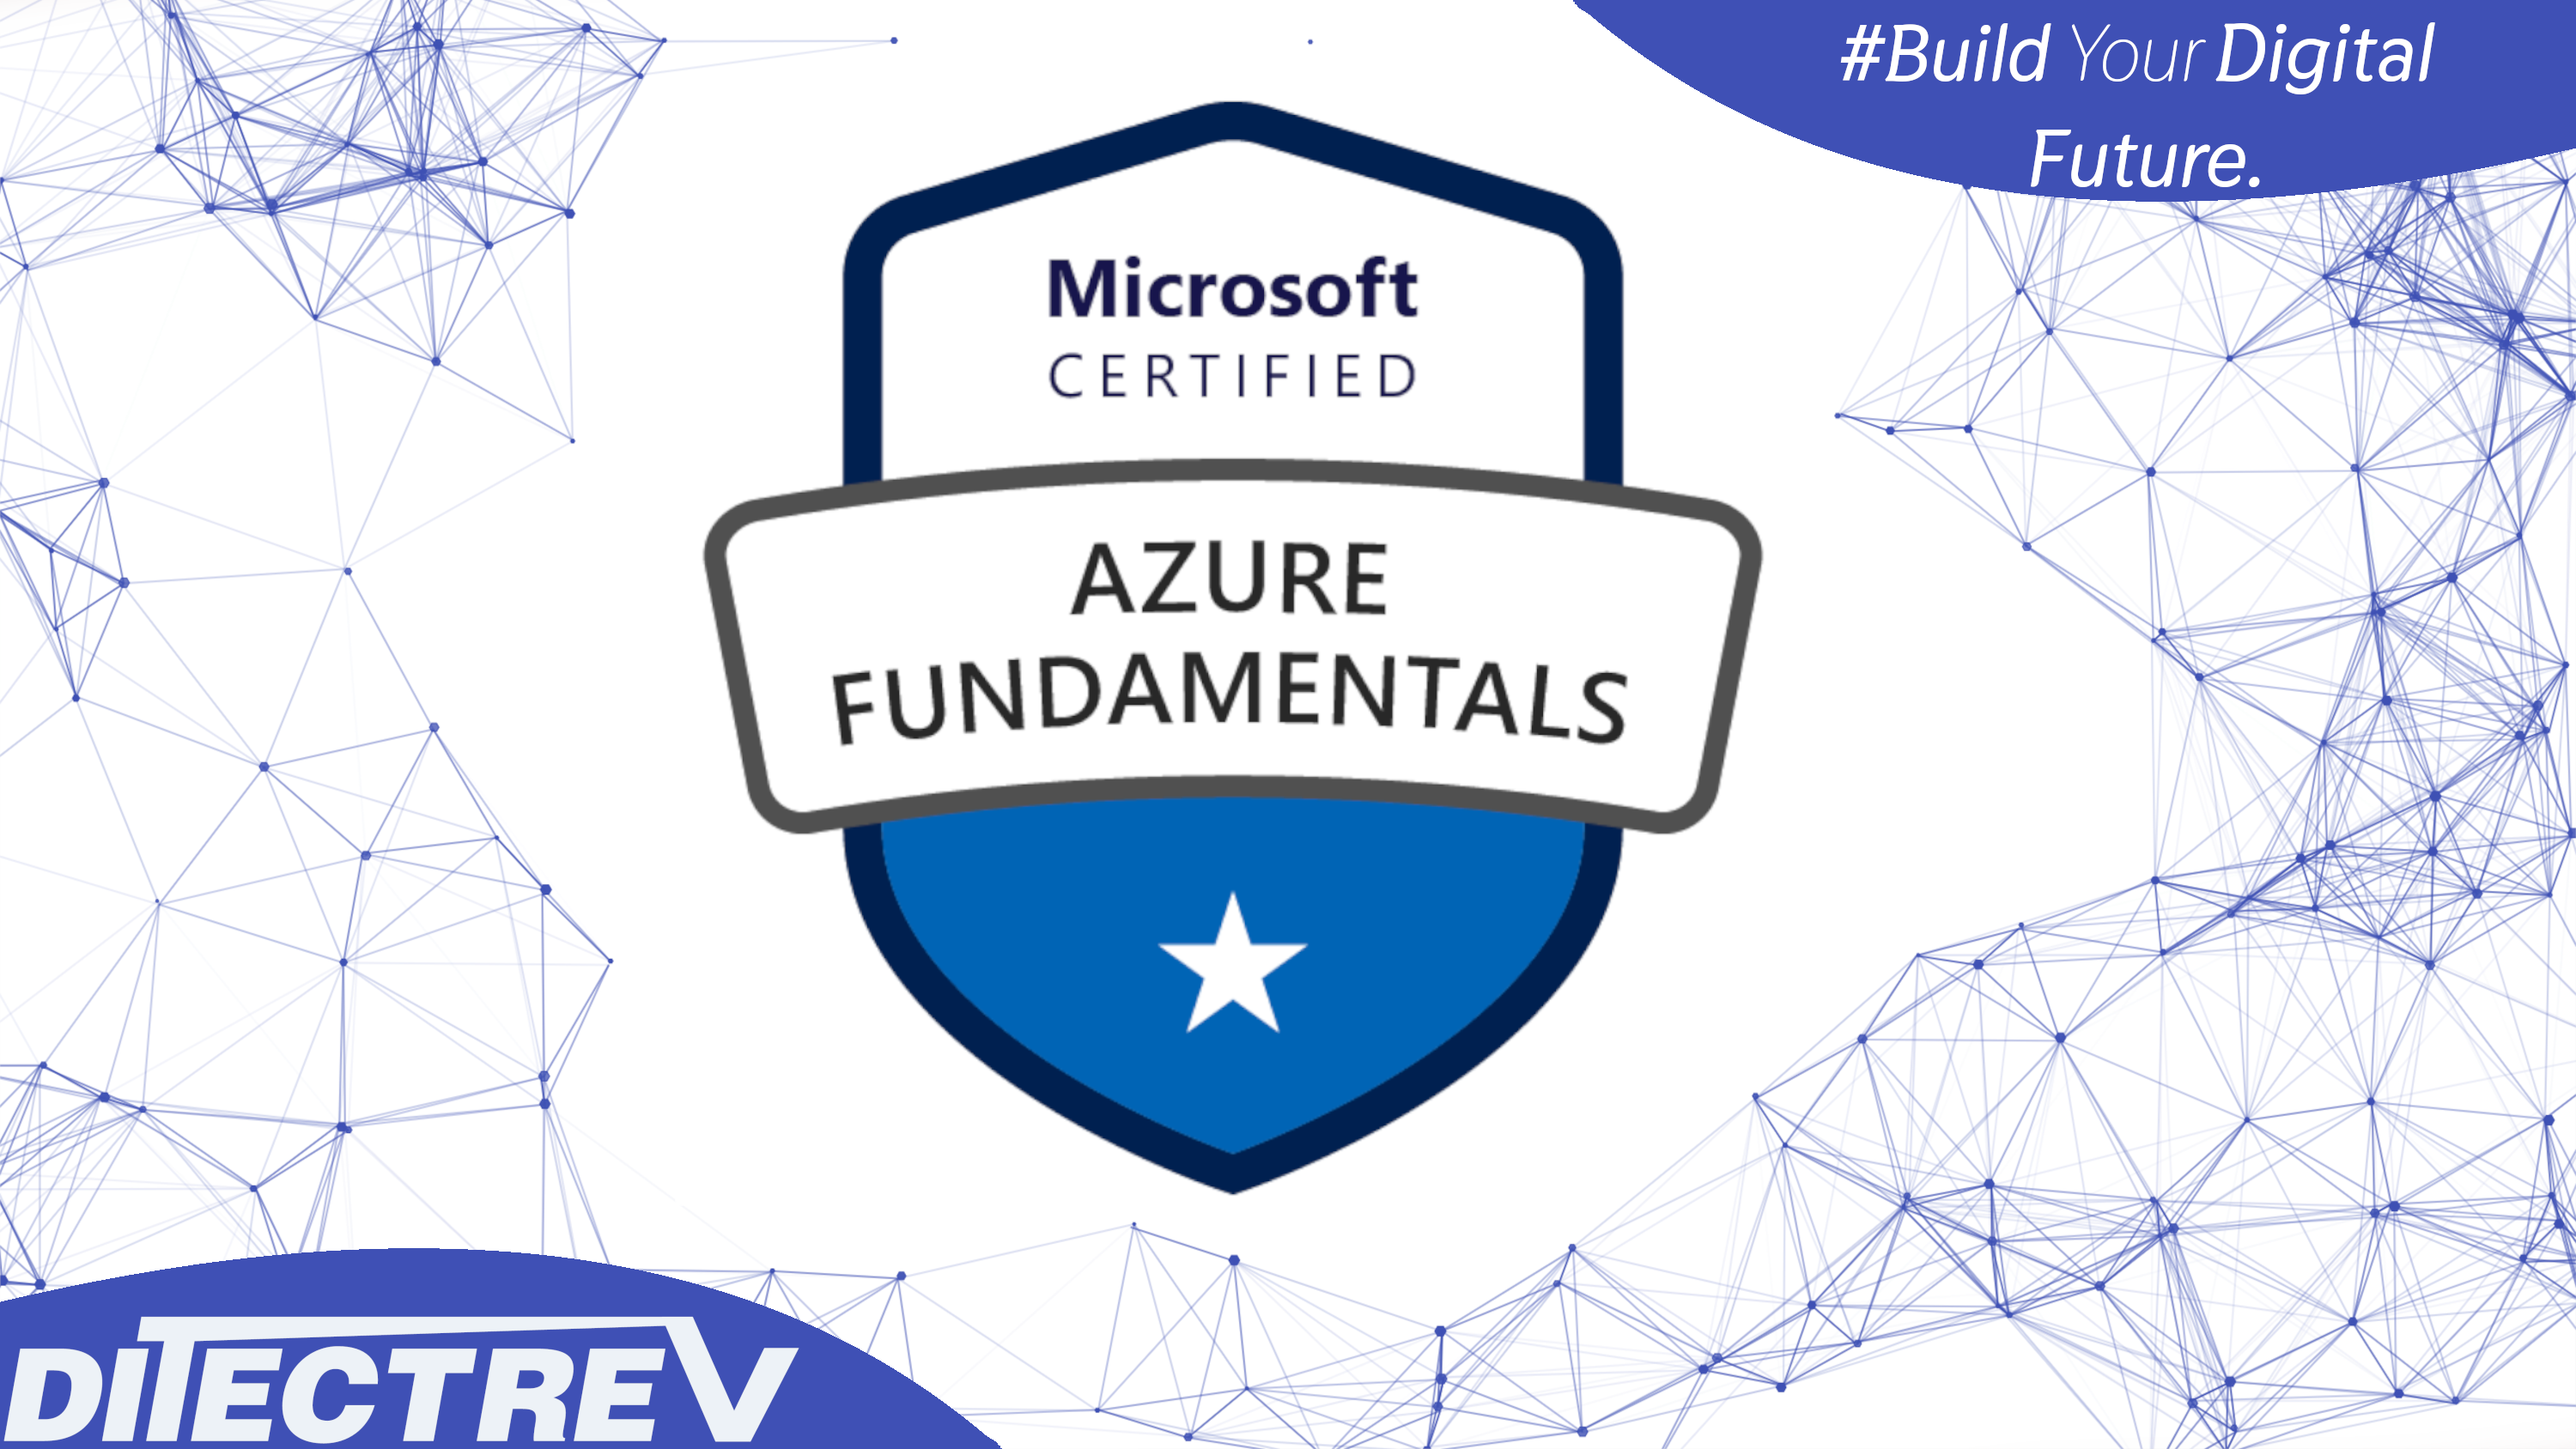 #Build Your Digital
Future.
Microsoft
CERTIFIED
AZURE
FUNDAMENTALS
DITECTREV